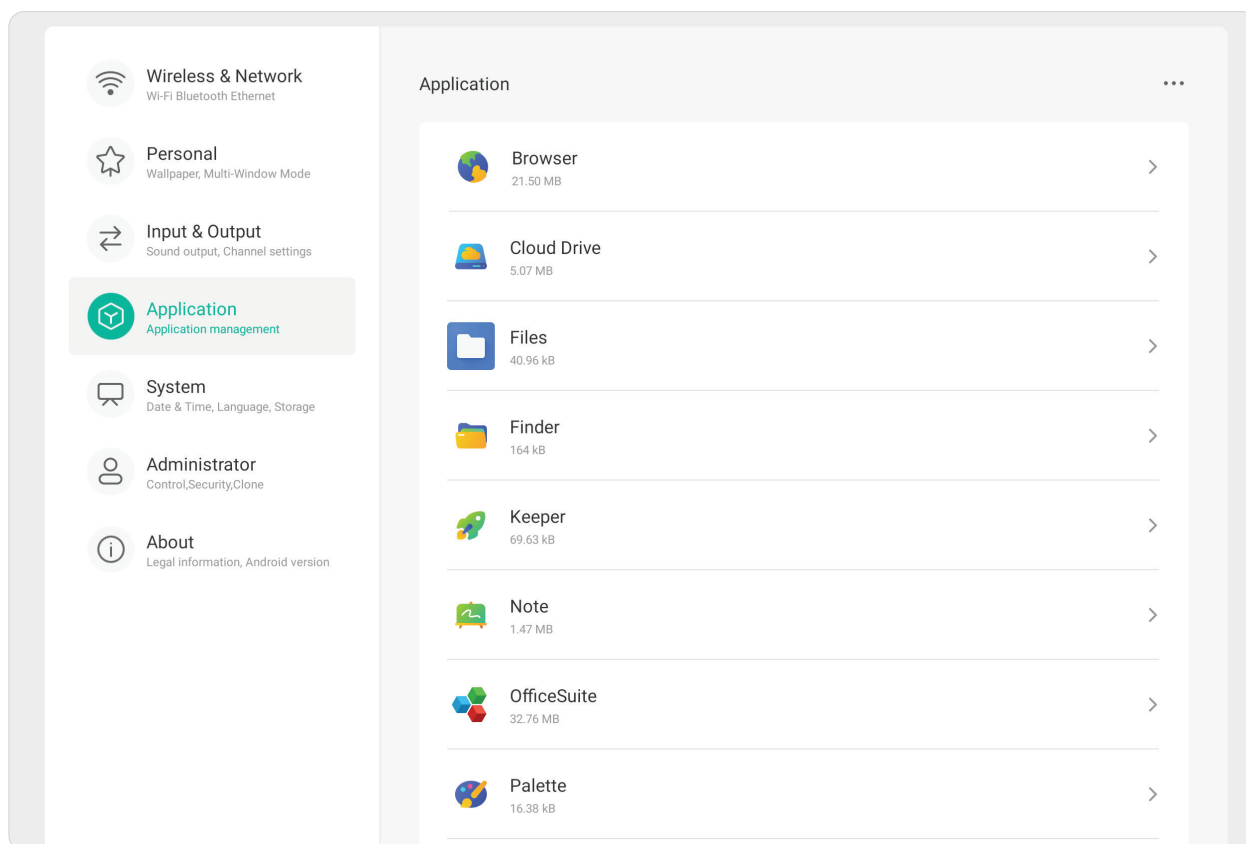 Wireless & Network
Wi-Fi Bluetooth Ethernet
Personal
Wallpaper, Multi-Window Mode
Input & Output
Sound output, Channel settings
Application
Application management
System
Date & Time, Language, Storage
Administrator
Control,Security,Clone
About
Legal information, Android version
Application
Browser
21.50 MB
Cloud Drive
5.07 MB
Files
40.96 kB
Finder
164 kB
Keeper
69.63 kB
Note
1.47 MB
OfficeSuite
32.76 MB
Palette
16.38 kB